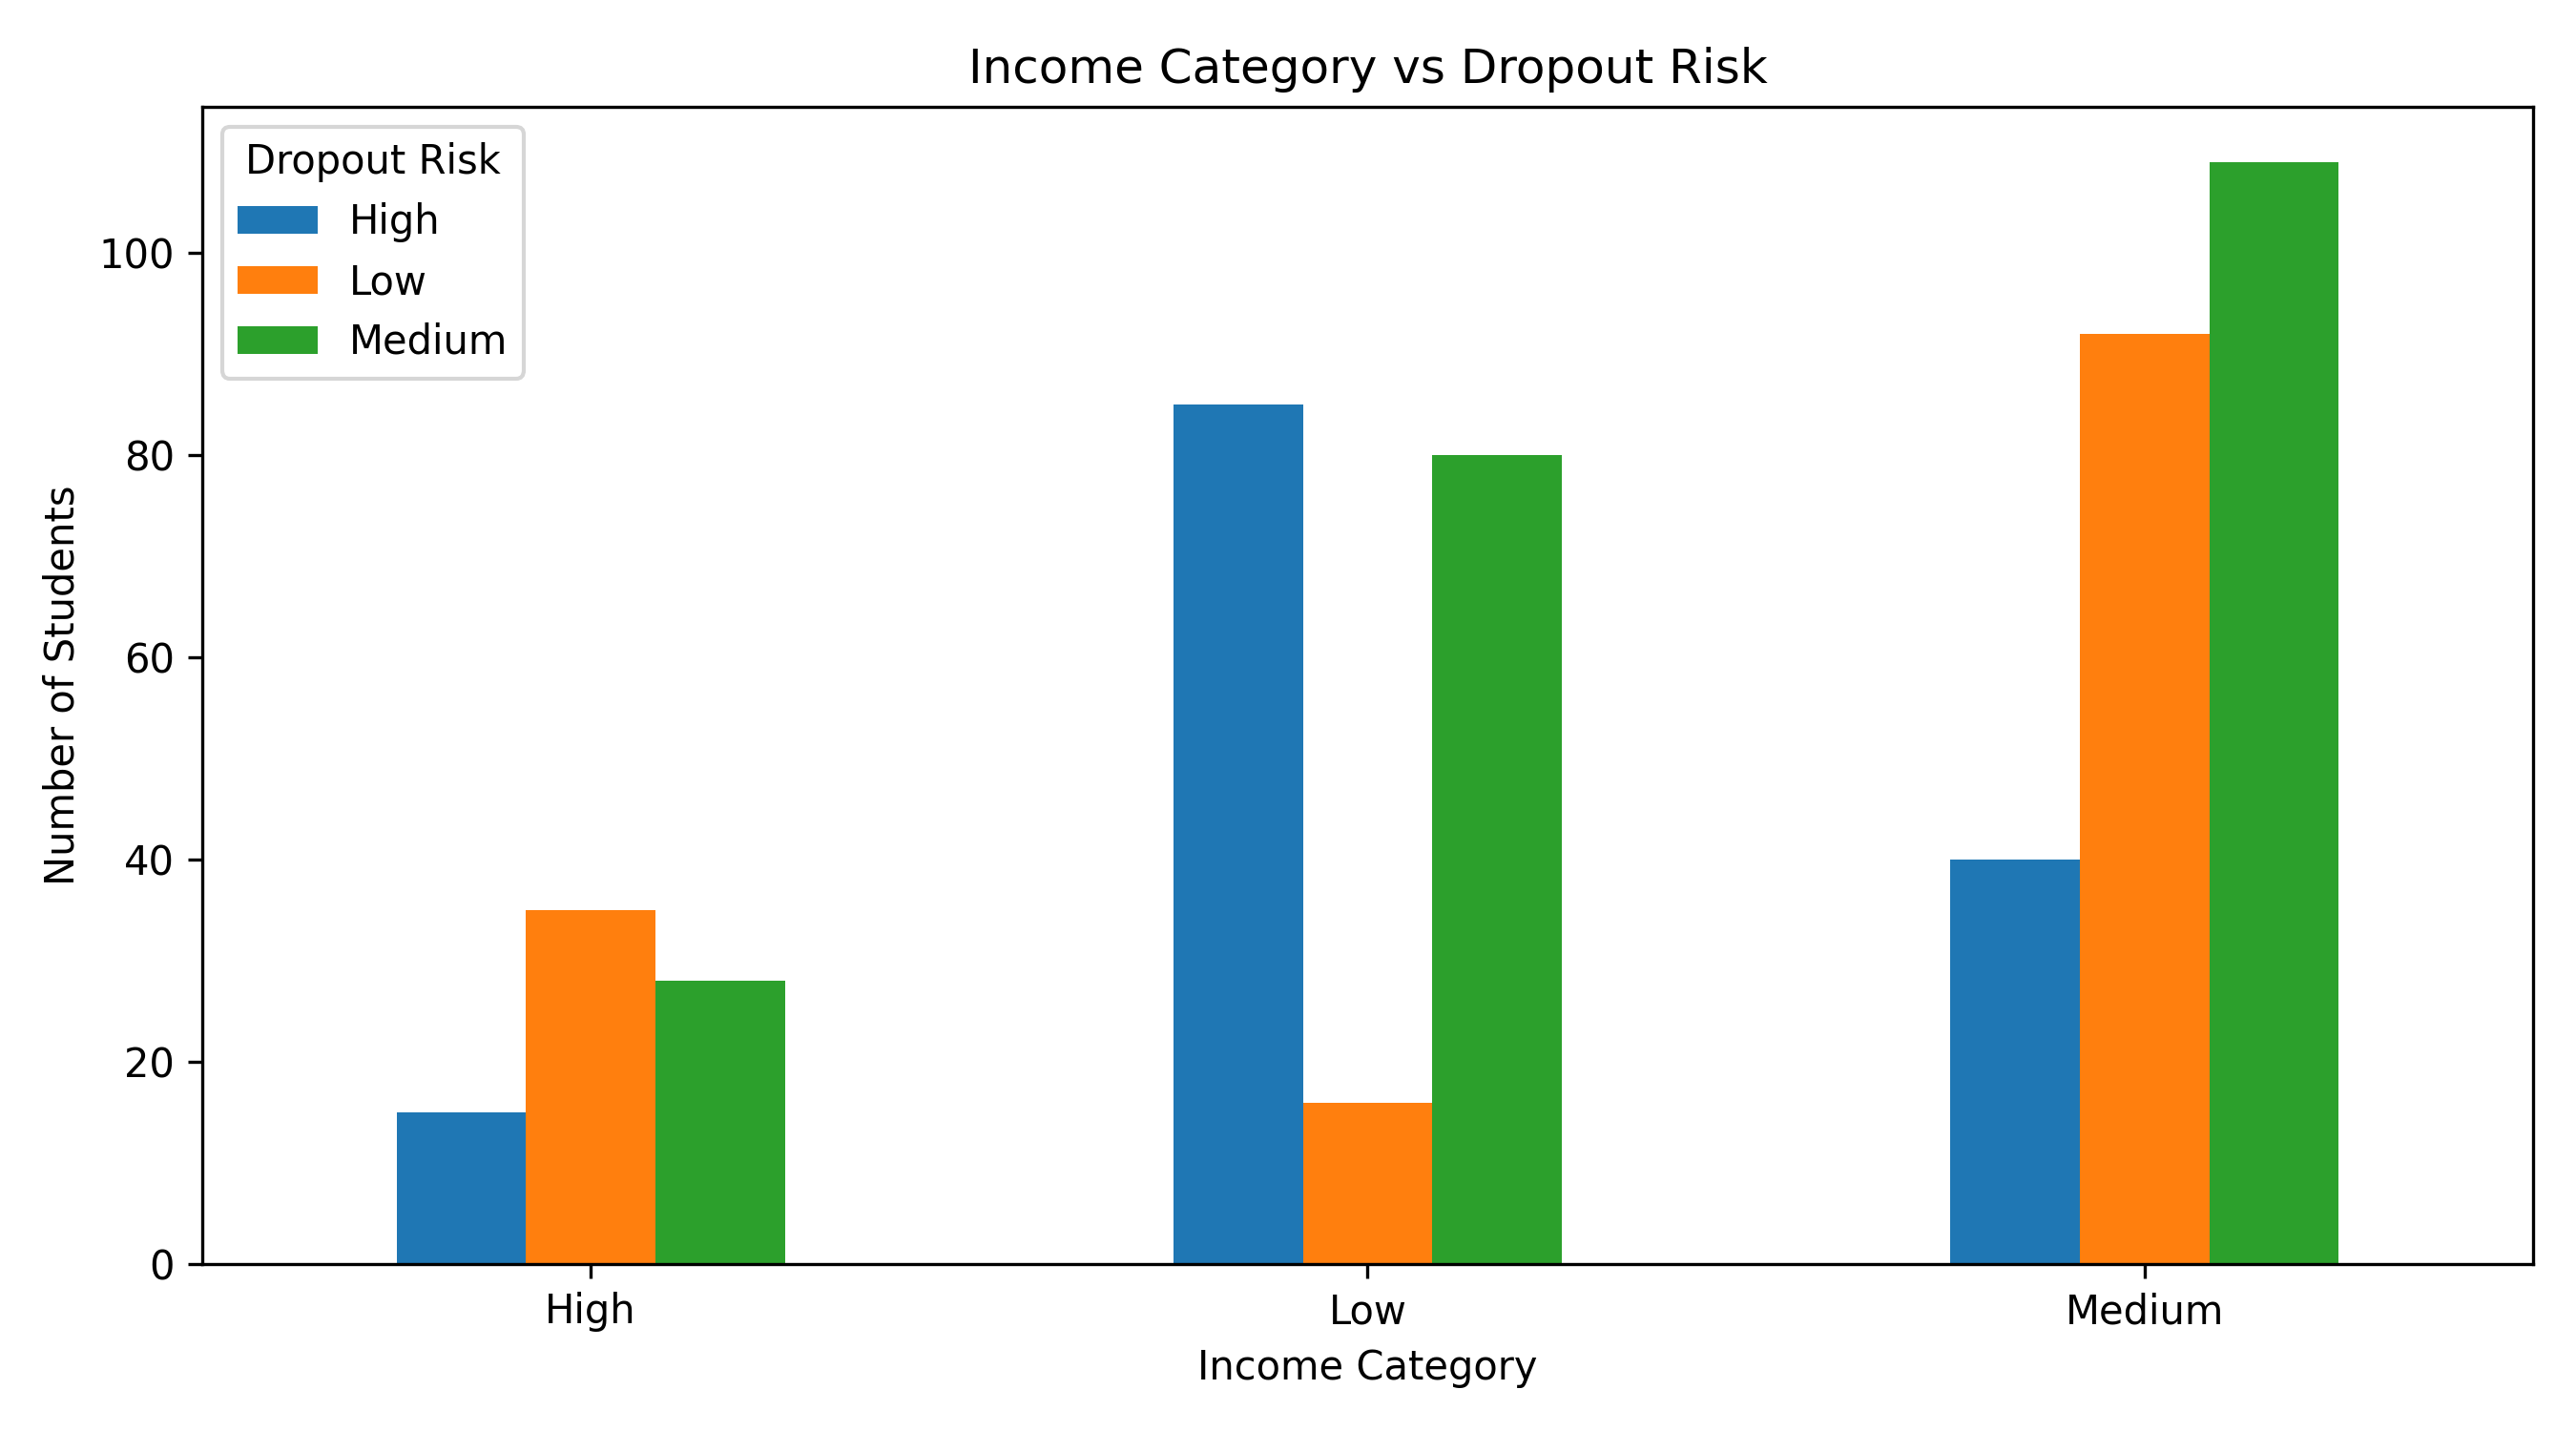 Income Category vs Dropout Risk
Dropout Risk
High
Low
Medium
Number of Students
100
80
60
40
20
0
High Low Medium
Income Category